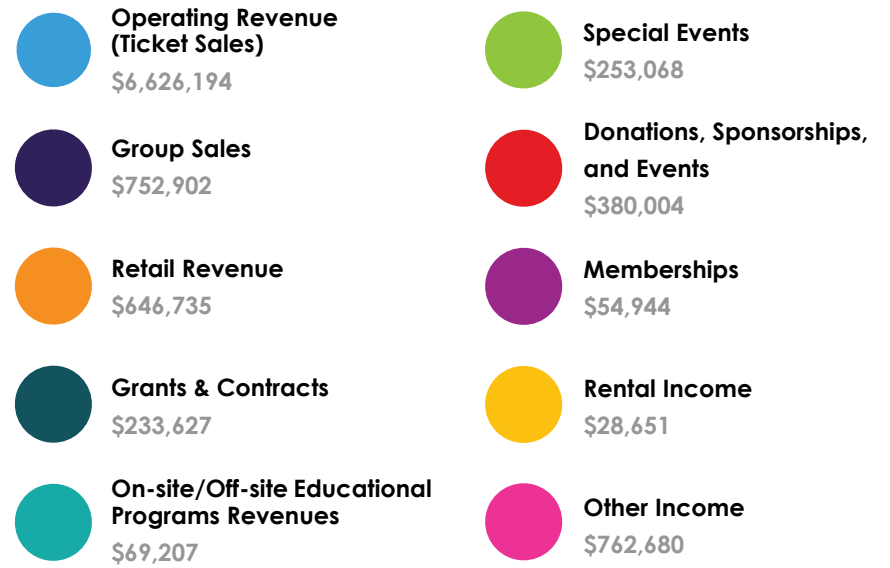 Operating Revenue
(Ticket Sales)
$6,626,194
Group Sales
$752,902
Retail Revenue
$646,735
Grants & Contracts
$233,627
On-site/Off-site Educational
Programs Revenues
$69,207
Special Events
$253,068
Donations, Sponsorships,
and Events
$380,004
Memberships
$54,944
Rental Income
$28,651
Other Income
$762,680